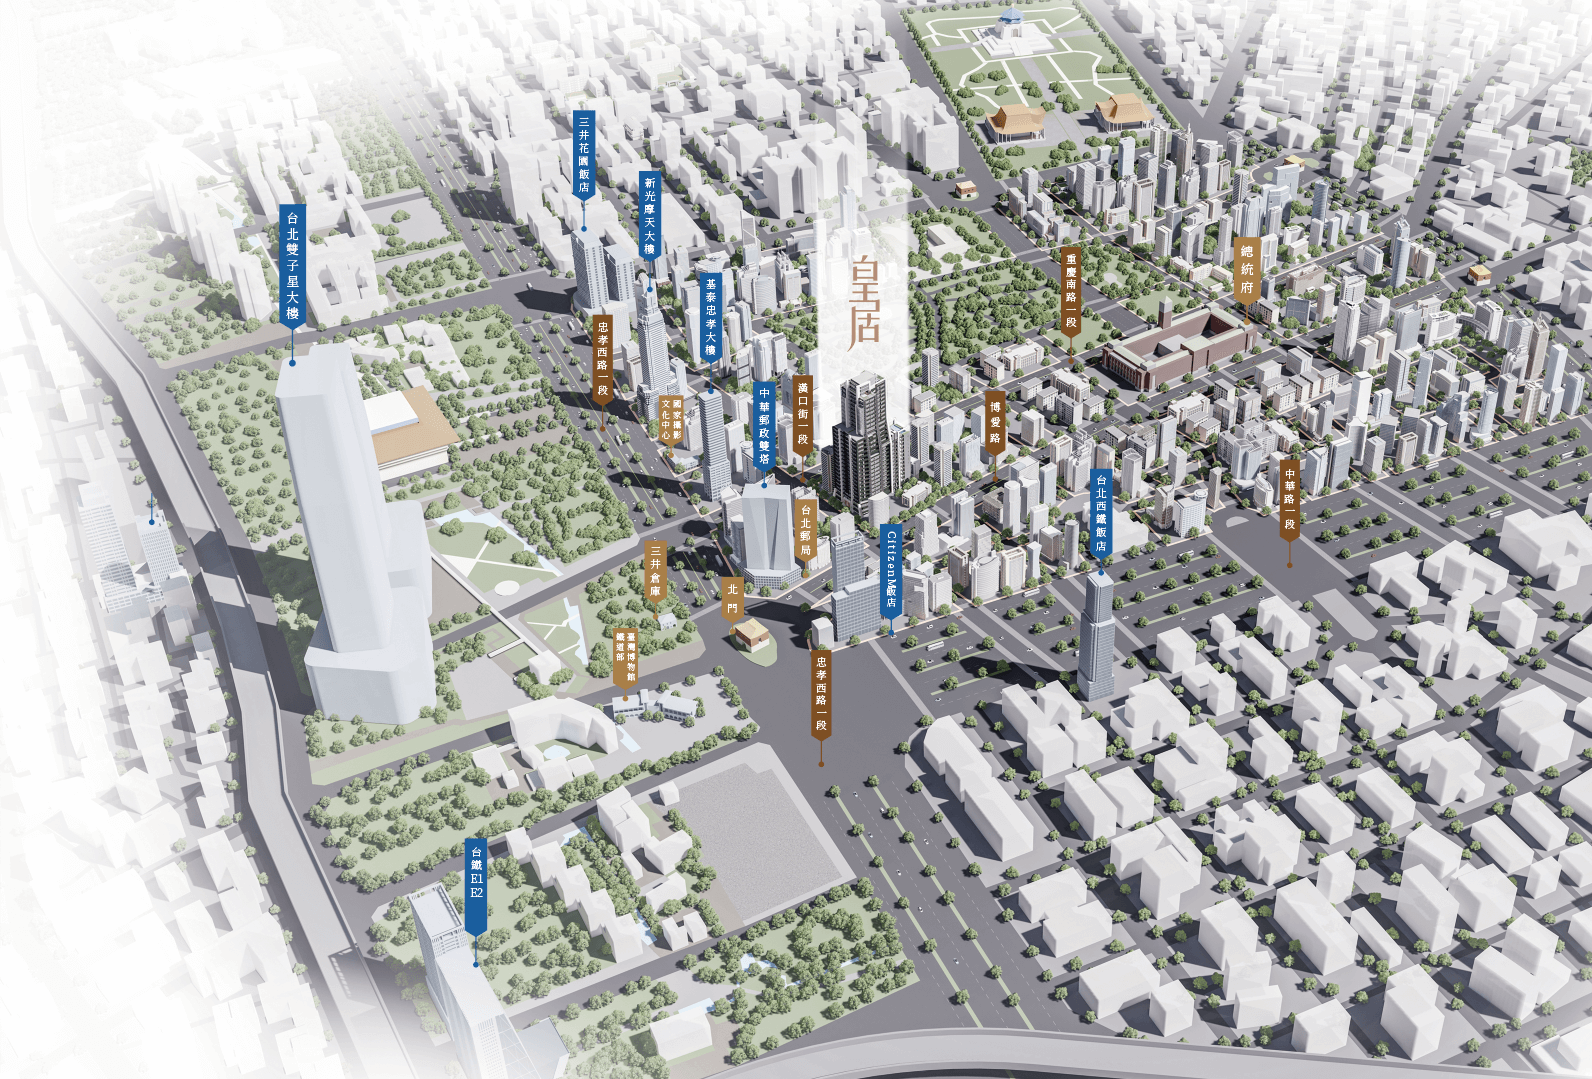 三井花園飯店
新光摩天大樓
台北雙子星大樓
皇居
基泰忠孝大樓
重慶南路一段
總統府
忠孝西路一段
國家攝影
文化中心
中華郵政雙塔
漢口街一段
博愛路
台北西鐵飯店
中華路一段
台北郵局
CitizenM飯店
三井倉庫
北門
臺灣博物館
鐵道部
忠孝西路一段
台鐵E1
E2